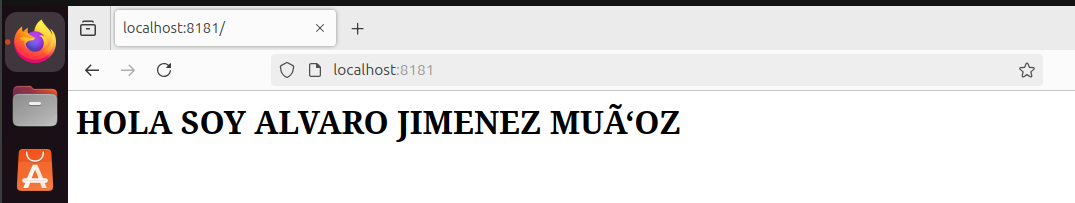 localhost:8181/
localhost:8181
HOLA SOY ALVARO JIMENEZ MUÃ‘OZ